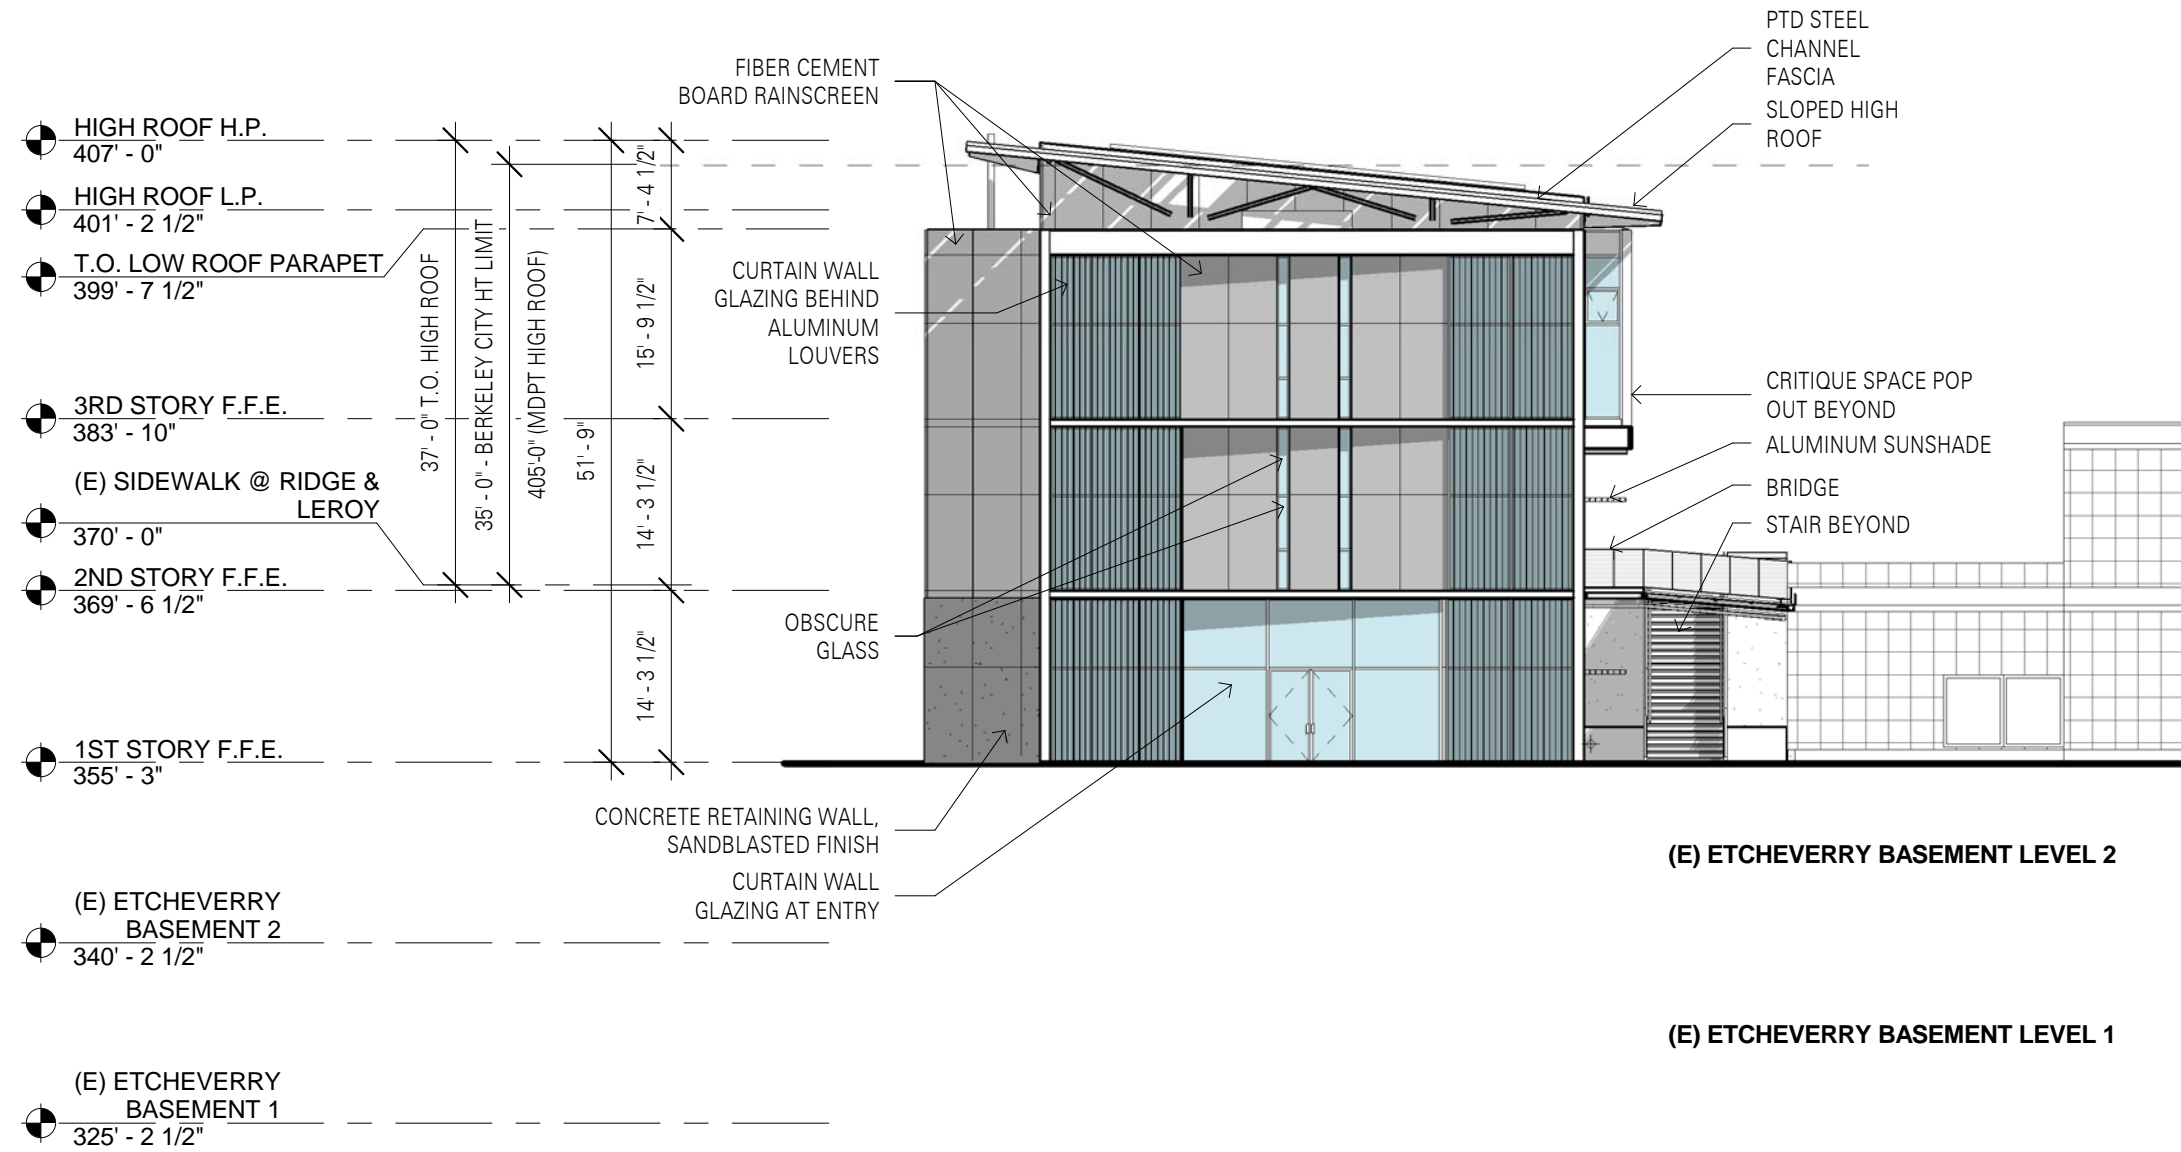 HIGH ROOF H.P.
407' - 0"
HIGH ROOF L.P.
401' - 2 1/2"
T.O. LOW ROOF PARAPET
399' - 7 1/2"
3RD STORY F.F.E.
383' - 10"
(E) SIDEWALK @ RIDGE &
LEROY
370' - 0"
2ND STORY F.F.E.
369' - 6 1/2"
1ST STORY F.F.E.
355' - 3"
(E) ETCHEVERRY
BASEMENT 2
340' - 2 1/2"
(E) ETCHEVERRY
BASEMENT 1
325' - 2 1/2"
37' - 0" T.O. HIGH ROOF
35' - 0" - BERKELEY CITY HT LIMIT
405'-0" (MDPT HIGH ROOF)
51' - 9"
7' - 4 1/2"
15' - 9 1/2"
14' - 3 1/2"
14' - 3 1/2"
FIBER CEMENT
BOARD RAINSCREEN
CURTAIN WALL
GLAZING BEHIND
ALUMINUM
LOUVERS
OBSCURE
GLASS
CONCRETE RETAINING WALL,
SANDBLASTED FINISH
CURTAIN WALL
GLAZING AT ENTRY
PTD STEEL
CHANNEL
FASCIA
SLOPED HIGH
ROOF
CRITIQUE SPACE POP
OUT BEYOND
ALUMINUM SUNSHADE
BRIDGE
STAIR BEYOND
(E) ETCHEVERRY BASEMENT LEVEL 2
(E) ETCHEVERRY BASEMENT LEVEL 1